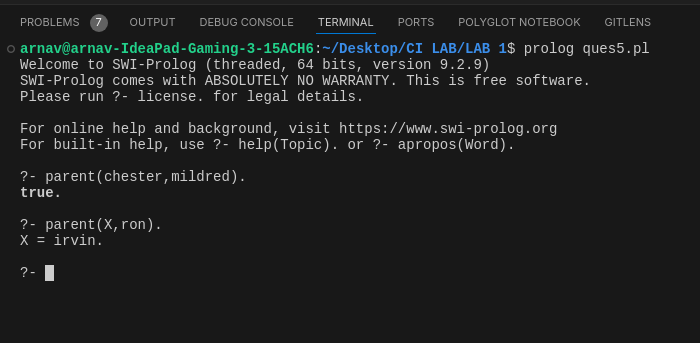 PROBLEMS 7 OUTPUT DEBUG CONSOLE TERMINAL PORTS POLYGLOT NOTEBOOK GITLENS
arnav@arnav-IdeaPad-Gaming-3-15ACH6:~/Desktop/CI LAB/LAB 1$ prolog ques5.pl
Welcome to SWI-Prolog (threaded, 64 bits, version 9.2.9)
SWI-Prolog comes with ABSOLUTELY NO WARRANTY. This is free software.
Please run ?- license. for legal details.
For online help and background, visit https://www.swi-prolog.org
For built-in help, use ?- help(Topic). or ?- apropos(Word).
?- parent(chester,mildred).
true.
?- parent(X,ron).
X = irvin.
?-